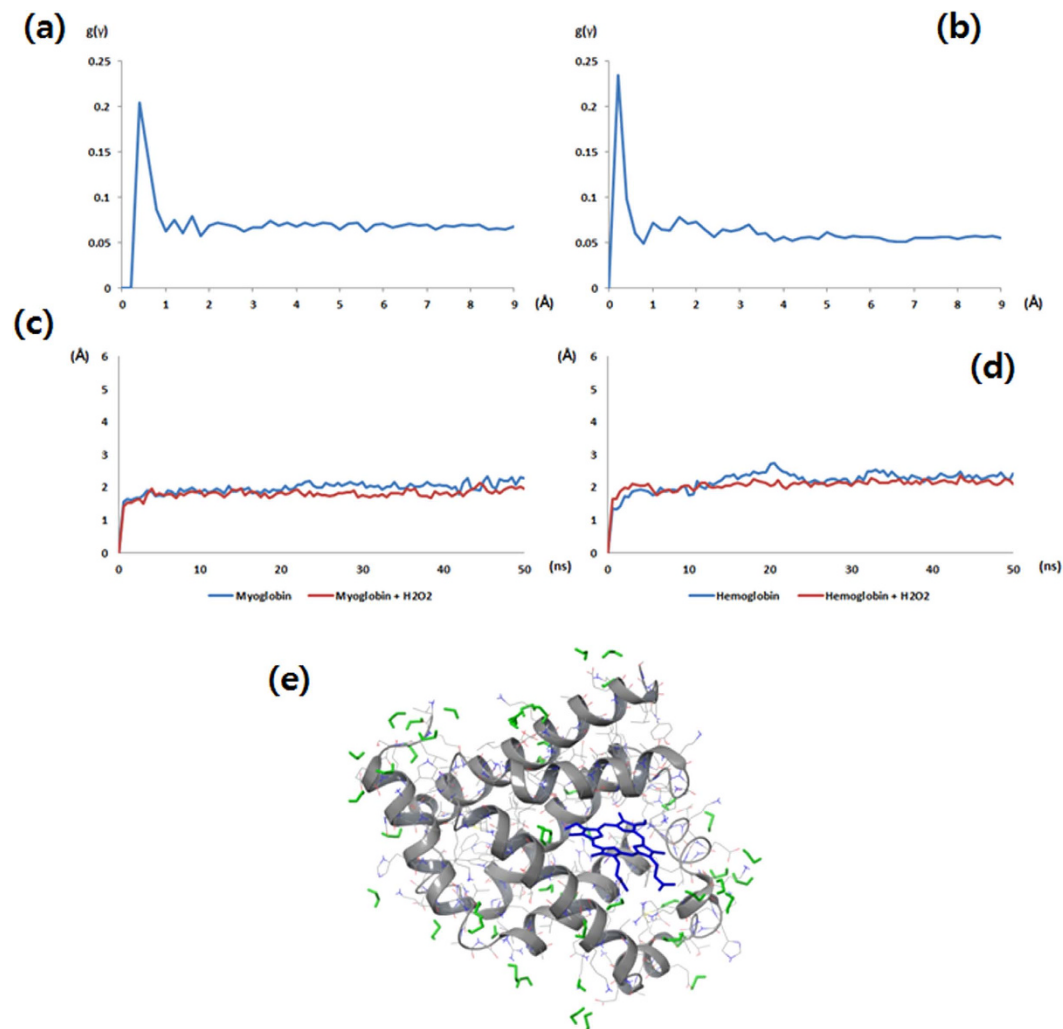 (a)
g(γ)
0.25
0.2
0.15
0.1
0.05
0
0 1 2 3 4 5 6 7 8 9 (Å)
(b)
g(γ)
0.25
0.2
0.15
0.1
0.05
0
0 1 2 3 4 5 6 7 8 9 (Å)
(c)
(Å)
6
5
4
3
2
1
0
0 10 20 30 40 50 (ns)
Myoglobin Myoglobin + H2O2
(d)
(Å)
6
5
4
3
2
1
0
0 10 20 30 40 50 (ns)
Hemoglobin Hemoglobin + H2O2
(e)